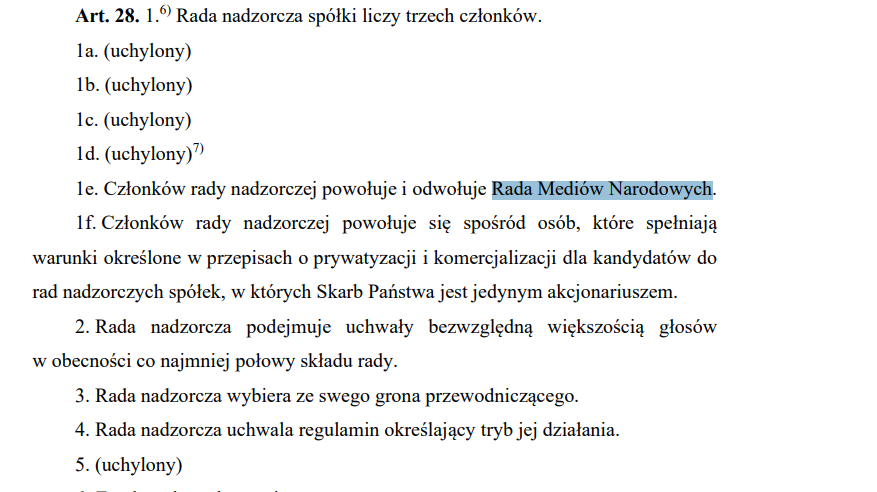 Art. 28. 1.6) Rada nadzorcza spółki liczy trzech członków.
1a. (uchylony)
1b. (uchylony)
1c. (uchylony)
1d. (uchylony)7)
1e. Członków rady nadzorczej powołuje i odwołuje Rada Mediów Narodowych.
1f. Członków rady nadzorczej powołuje się spośród osób, które spełniają
warunki określone w przepisach o prywatyzacji i komercjalizacji dla kandydatów do
rad nadzorczych spółek, w których Skarb Państwa jest jedynym akcjonariuszem.
2. Rada nadzorcza podejmuje uchwały bezwzględną większością głosów
w obecności co najmniej połowy składu rady.
3. Rada nadzorcza wybiera ze swego grona przewodniczącego.
4. Rada nadzorcza uchwala regulamin określający tryb jej działania.
5. (uchylony)